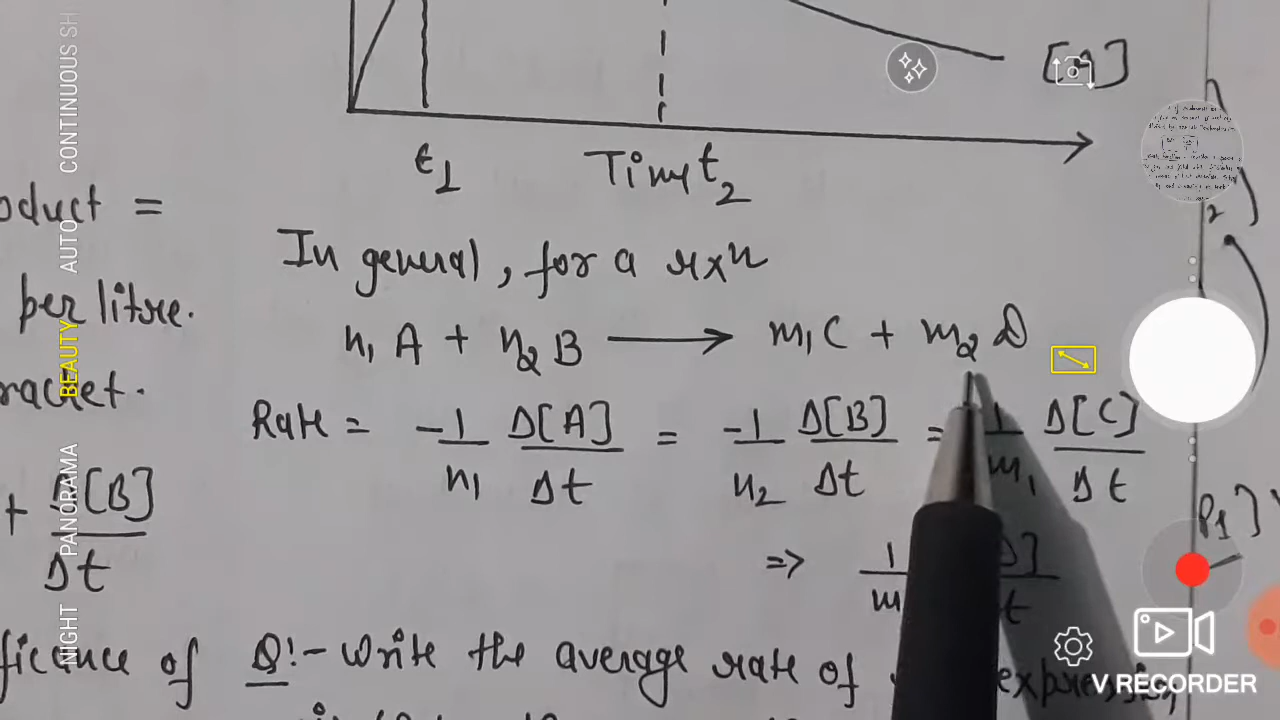 [A]
t1 Time t2
oduct =
In general, for a rxn
per litre.
n1 A + n2 B ⟶ m1 C + m2 D
racket.
Rate = -1/n1 Δ[A]/Δt = -1/n2 Δ[B]/Δt = 1/m1 Δ[C]/Δt
+ Δ[B]/Δt
P1]
=> 1/m
ficance of Q:- Write the average rate of
NIGHT PANORAMA BEAUTY AUTO CONTINUOUS SH
V RECORDER